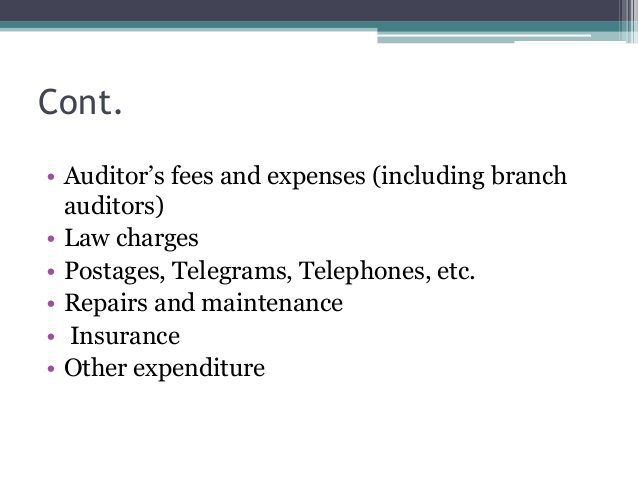 Cont.
• Auditor’s fees and expenses (including branch
auditors)
• Law charges
• Postages, Telegrams, Telephones, etc.
• Repairs and maintenance
• Insurance
• Other expenditure